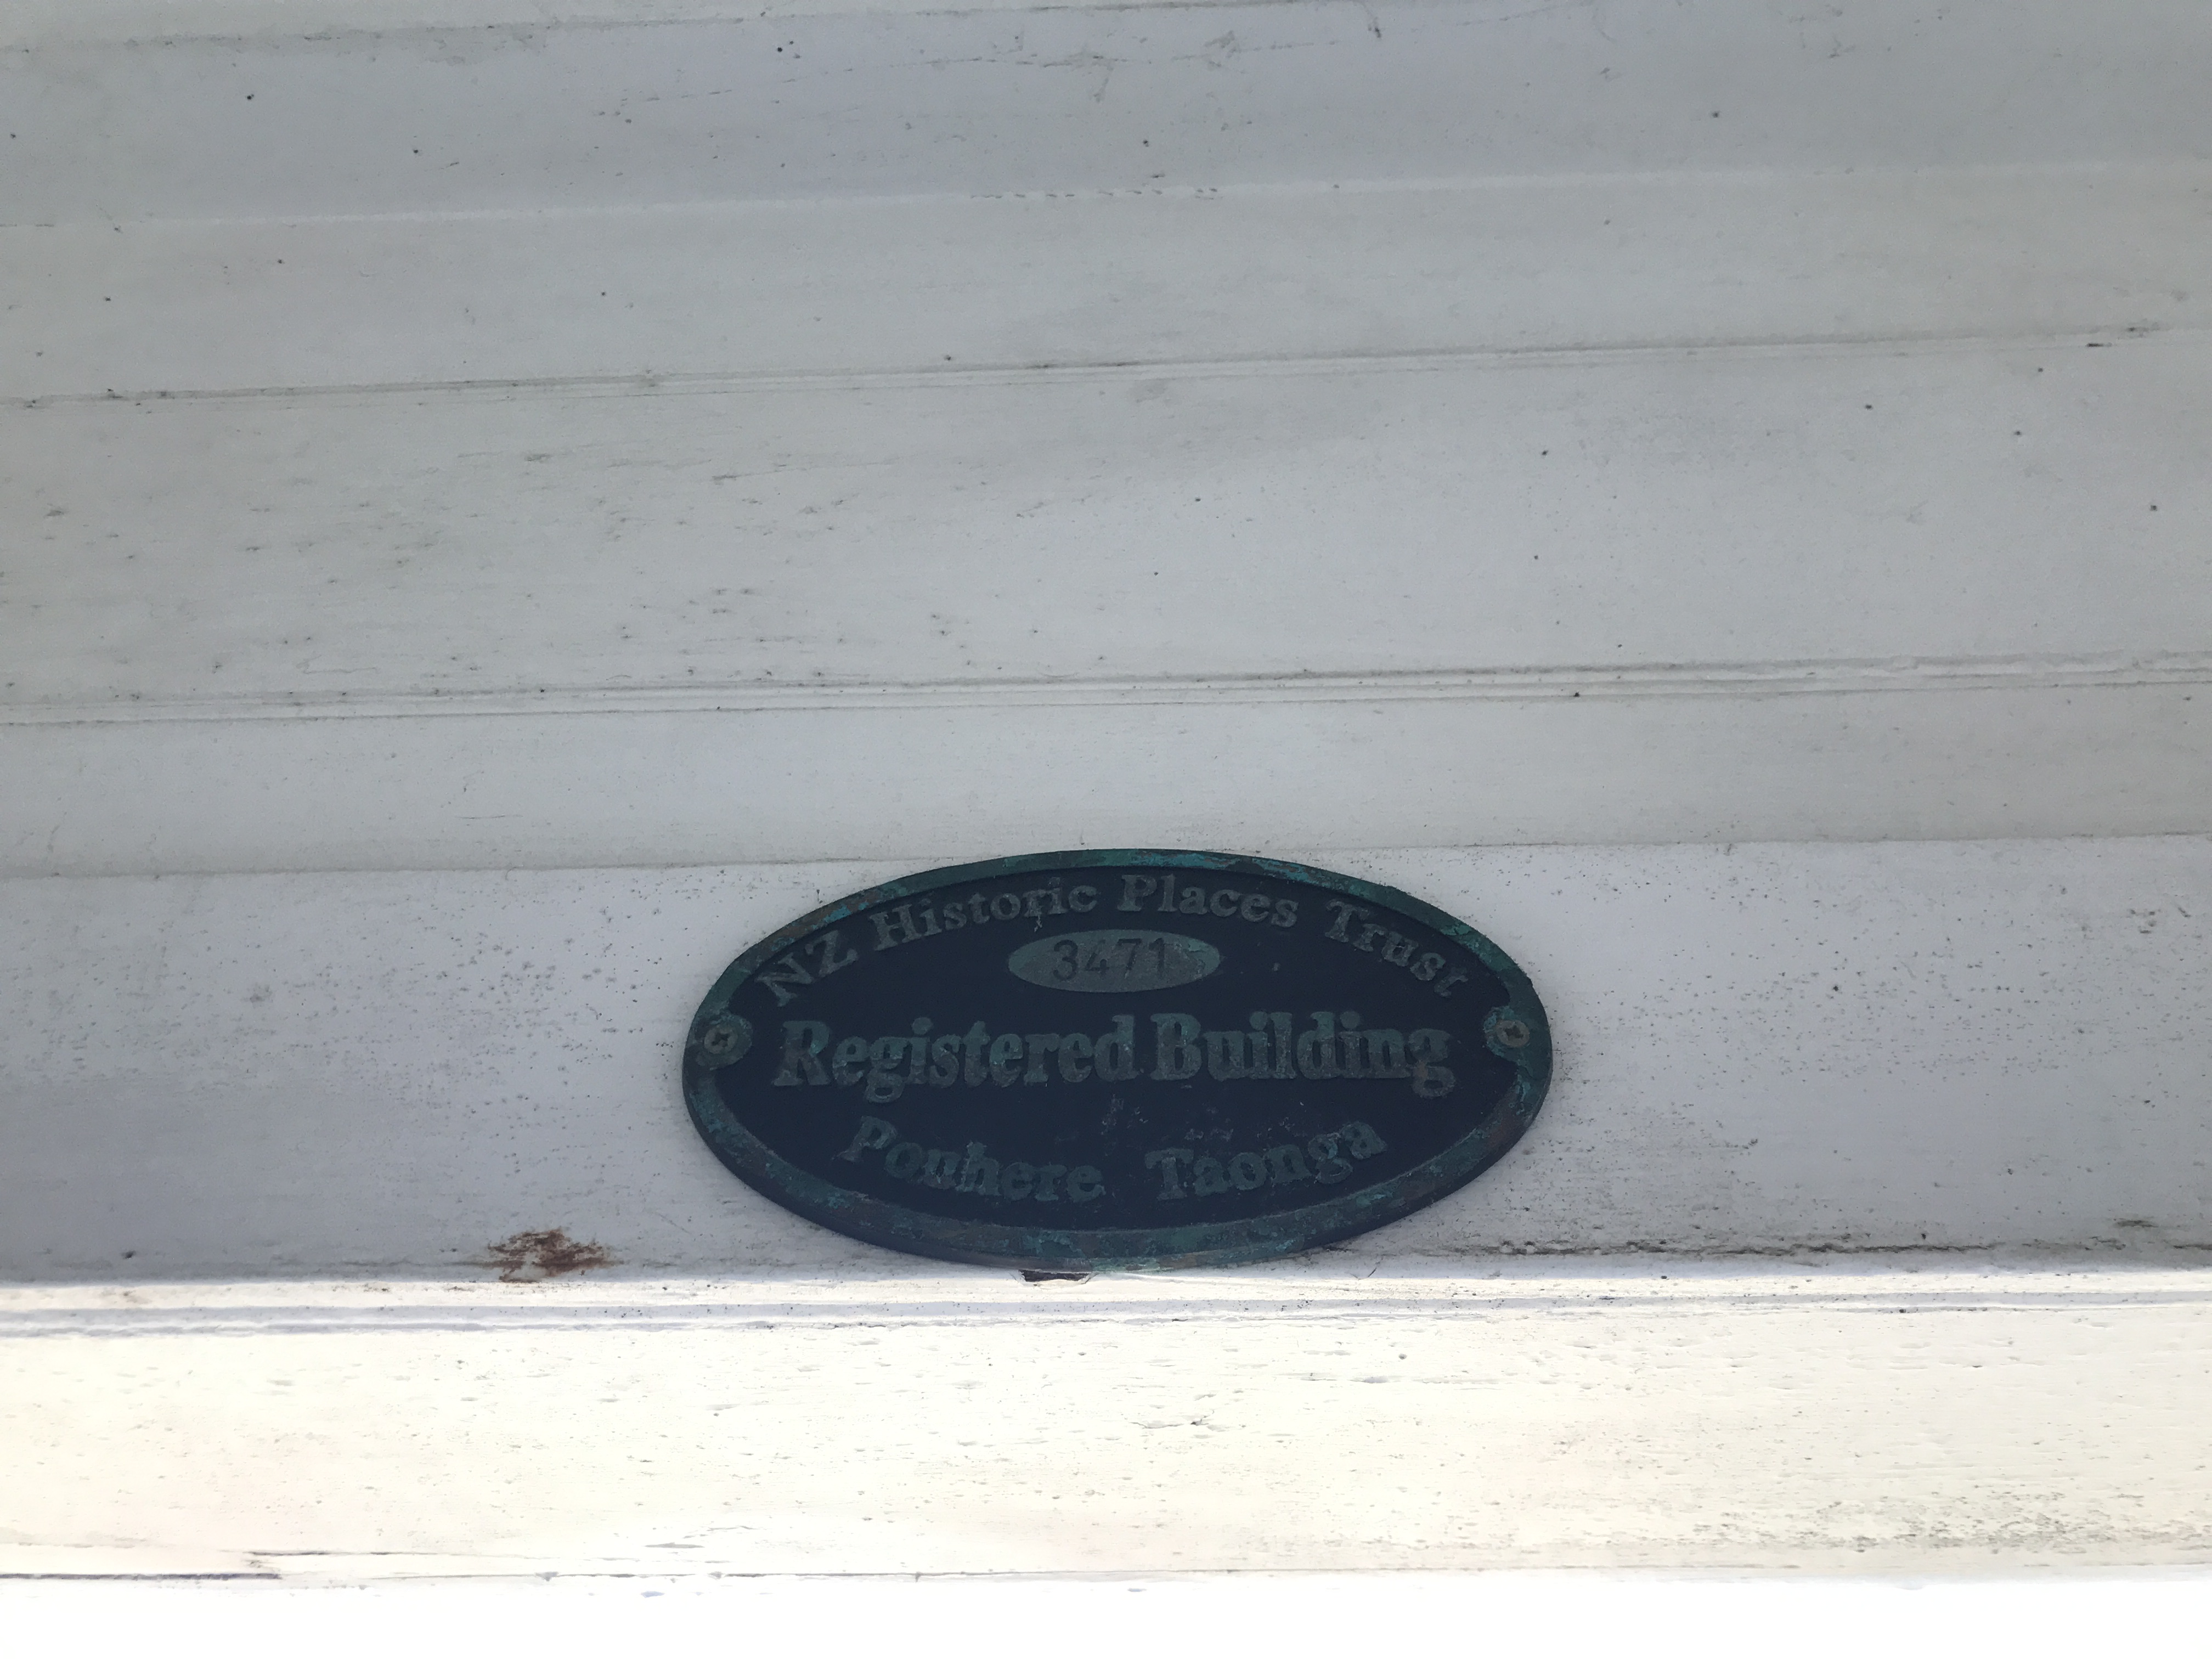 NZ Historic Places Trust
3471
Registered Building
Pouhere Taonga